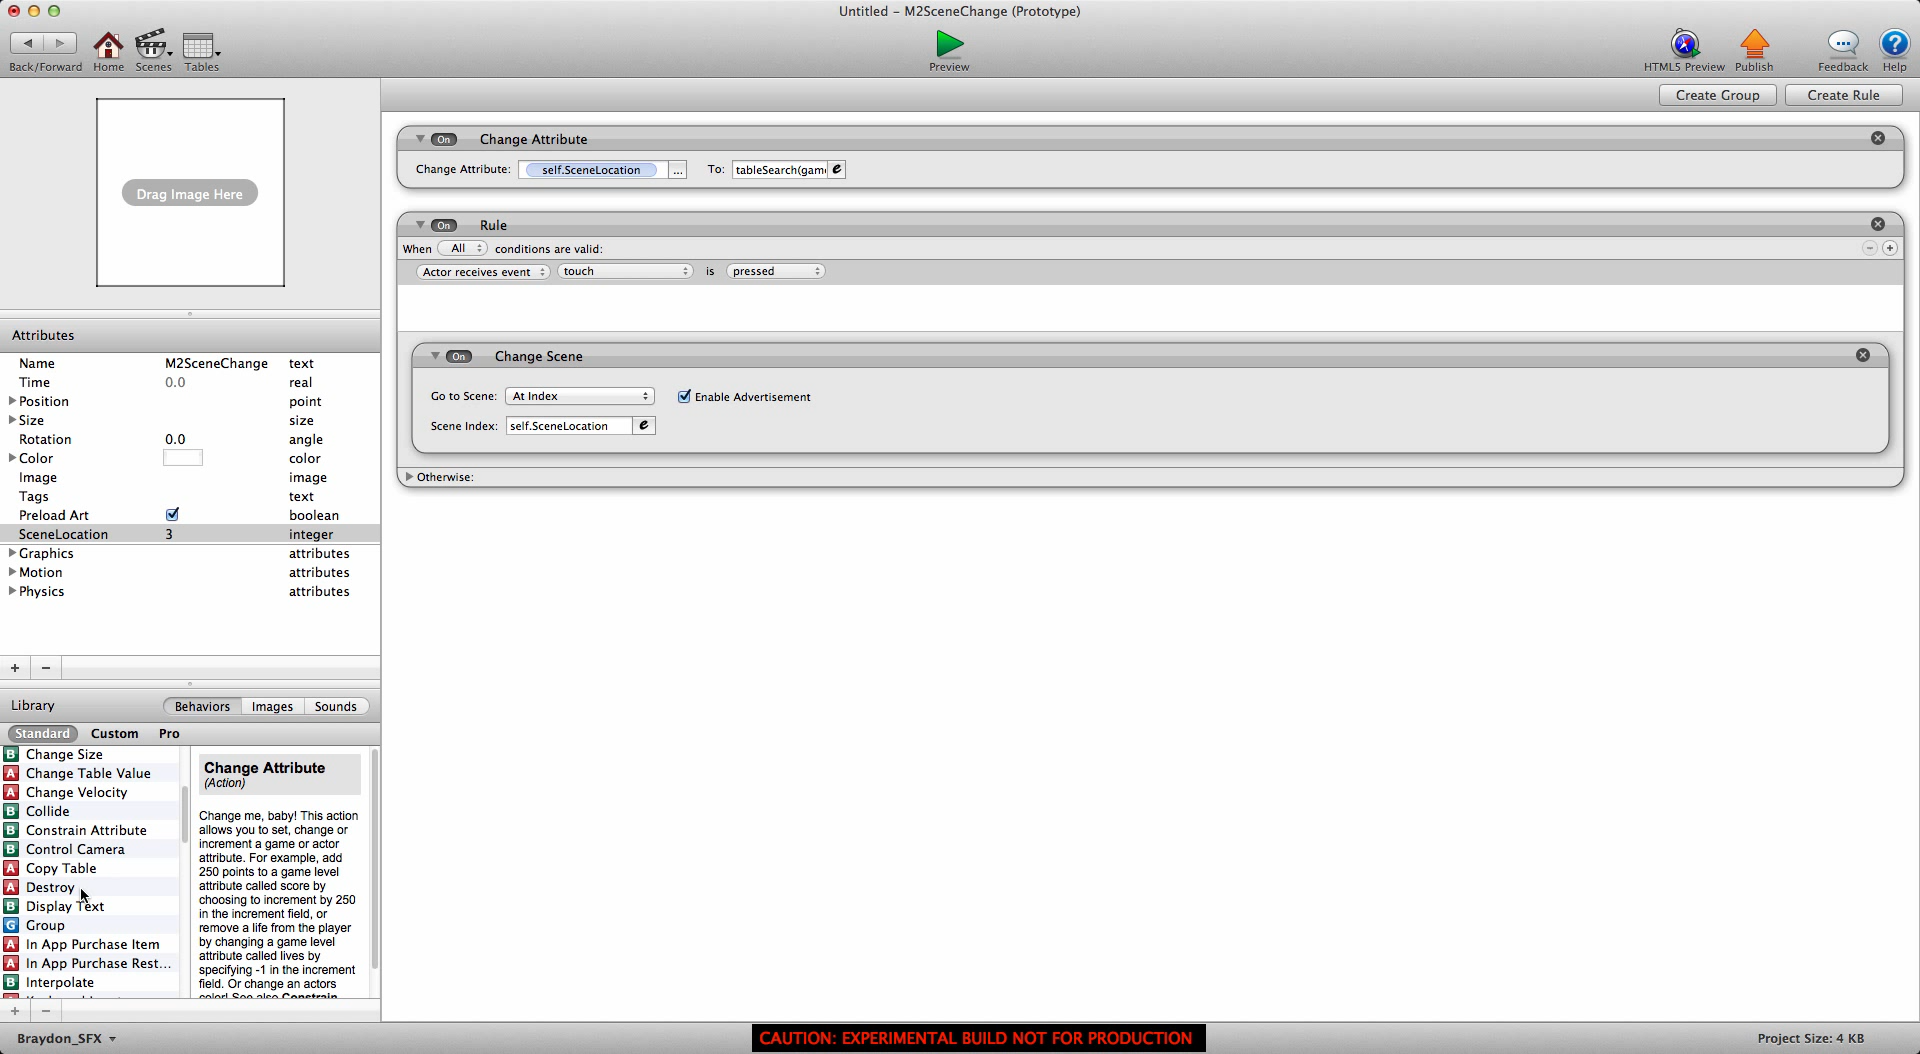 Untitled – M2SceneChange (Prototype)
Back/Forward Home Scenes Tables Preview HTML5 Preview Publish Feedback Help
Create Group Create Rule
Drag Image Here
On Change Attribute
Change Attribute: self.SceneLocation ... To: tableSearch(gam e
On Rule
When All conditions are valid:
Actor receives event touch is pressed
On Change Scene
Go to Scene: At Index Enable Advertisement
Scene Index: self.SceneLocation e
Otherwise:
Attributes
Name M2SceneChange text
Time 0.0 real
Position point
Size size
Rotation 0.0 angle
Color color
Image image
Tags text
Preload Art boolean
SceneLocation 3 integer
Graphics attributes
Motion attributes
Physics attributes
+ −
Library Behaviors Images Sounds
Standard Custom Pro
B Change Size
A Change Table Value
A Change Velocity
B Collide
B Constrain Attribute
B Control Camera
A Copy Table
A Destroy
B Display Text
G Group
A In App Purchase Item
A In App Purchase Rest...
B Interpolate
Change Attribute
(Action)
Change me, baby! This action
allows you to set, change or
increment a game or actor
attribute. For example, add
250 points to a game level
attribute called score by
choosing to increment by 250
in the increment field, or
remove a life from the player
by changing a game level
attribute called lives by
specifying -1 in the increment
field. Or change an actors
color! See also Constrain
+ −
Braydon_SFX
CAUTION: EXPERIMENTAL BUILD NOT FOR PRODUCTION
Project Size: 4 KB